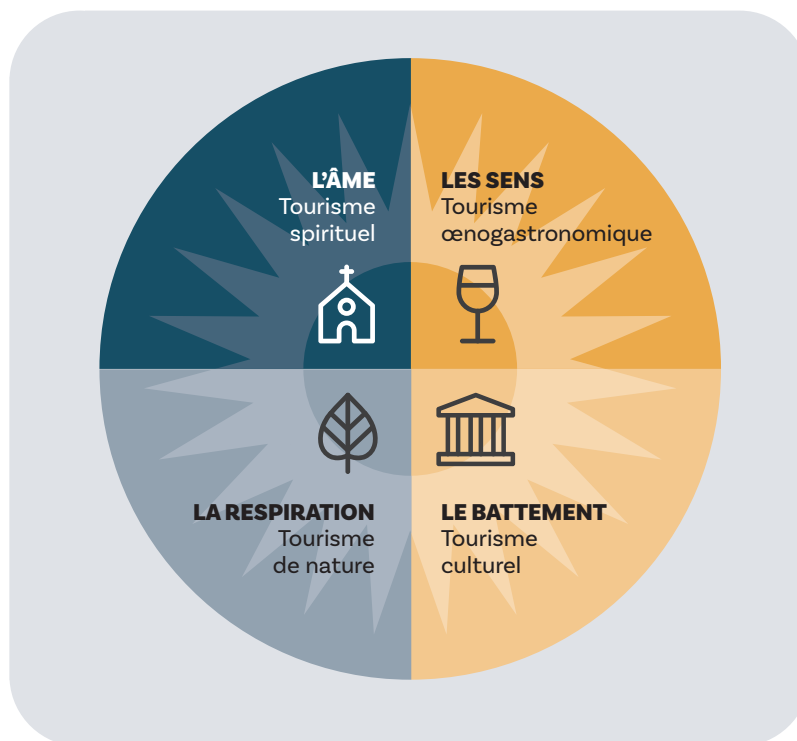 L’ÂME
Tourisme
spirituel
LES SENS
Tourisme
œnogastronomique
LA RESPIRATION
Tourisme
de nature
LE BATTEMENT
Tourisme
culturel